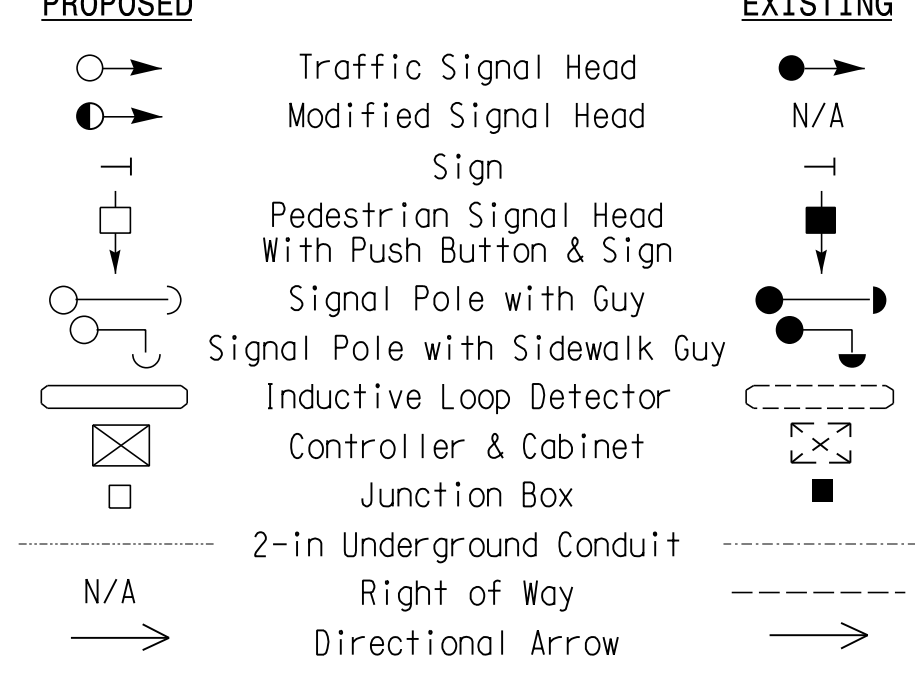 PROPOSED EXISTING
Traffic Signal Head
Modified Signal Head N/A
Sign
Pedestrian Signal Head
With Push Button & Sign
Signal Pole with Guy
Signal Pole with Sidewalk Guy
Inductive Loop Detector
Controller & Cabinet
Junction Box
2-in Underground Conduit
N/A Right of Way
Directional Arrow